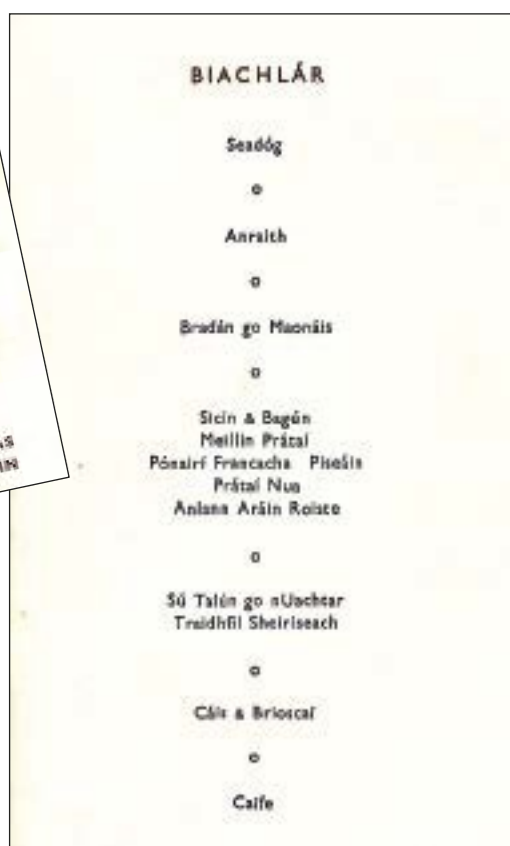 BIACHLÁR
Seadóg
o
Anraith
o
Bradán go Maonáis
o
Sicín & Bagún
Meillín Prátaí
Pónairí Francacha Piseáin
Prátaí Nua
Anlann Aráin Roiste
o
Sú Talún go nUachtar
Traidhfil Sheiriseach
o
Cáis & Brioscaí
o
Caife